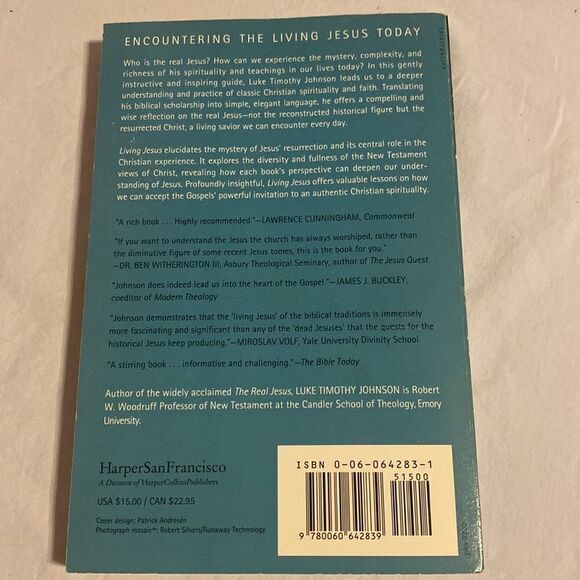 ENCOUNTERING THE LIVING JESUS TODAY
Who is the real Jesus? How can we experience the mystery, complexity, and
richness of his spirituality and teachings in our lives today? In this gently
instructive and inspiring guide, Luke Timothy Johnson leads us to a deeper
understanding and practice of classic Christian spirituality and faith. Translating
his biblical scholarship into simple, elegant language, he offers a compelling and
wise reflection on the real Jesus—not the reconstructed historical figure but the
resurrected Christ, a living savior we can encounter every day.
Living Jesus elucidates the mystery of Jesus' resurrection and its central role in the
Christian experience. It explores the diversity and fullness of the New Testament
views of Christ, revealing how each book's perspective can deepen our under-
standing of Jesus. Profoundly insightful, Living Jesus offers valuable lessons on how
we can accept the Gospels' powerful invitation to an authentic Christian spirituality.
"A rich book . . . Highly recommended."—LAWRENCE CUNNINGHAM, Commonweal
"If you want to understand the Jesus the church has always worshiped, rather than
the diminutive figure of some recent Jesus tomes, this is the book for you."
—DR. BEN WITHERINGTON III, Asbury Theological Seminary, author of The Jesus Quest
"Johnson does indeed lead us into the heart of the Gospel."—JAMES J. BUCKLEY,
coeditor of Modern Theology
"Johnson demonstrates that the 'living Jesus' of the biblical traditions is immensely
more fascinating and significant than any of the 'dead Jesuses' that the quests for
the historical Jesus keep producing."—MIROSLAV VOLF, Yale University Divinity School
"A stirring book . . . informative and challenging."—The Bible Today
Author of the widely acclaimed The Real Jesus, LUKE TIMOTHY JOHNSON is Robert
W. Woodruff Professor of New Testament at the Candler School of Theology, Emory
University.
HarperSanFrancisco
A Division of HarperCollinsPublishers
USA $15.00 / CAN $22.95
Cover design: Patrick Andresén
Photograph mosaic™: Robert Silvers/Runaway Technology
ISBN 0-06-064283-1
51500
9 780060 642839
SPIRITUALITY